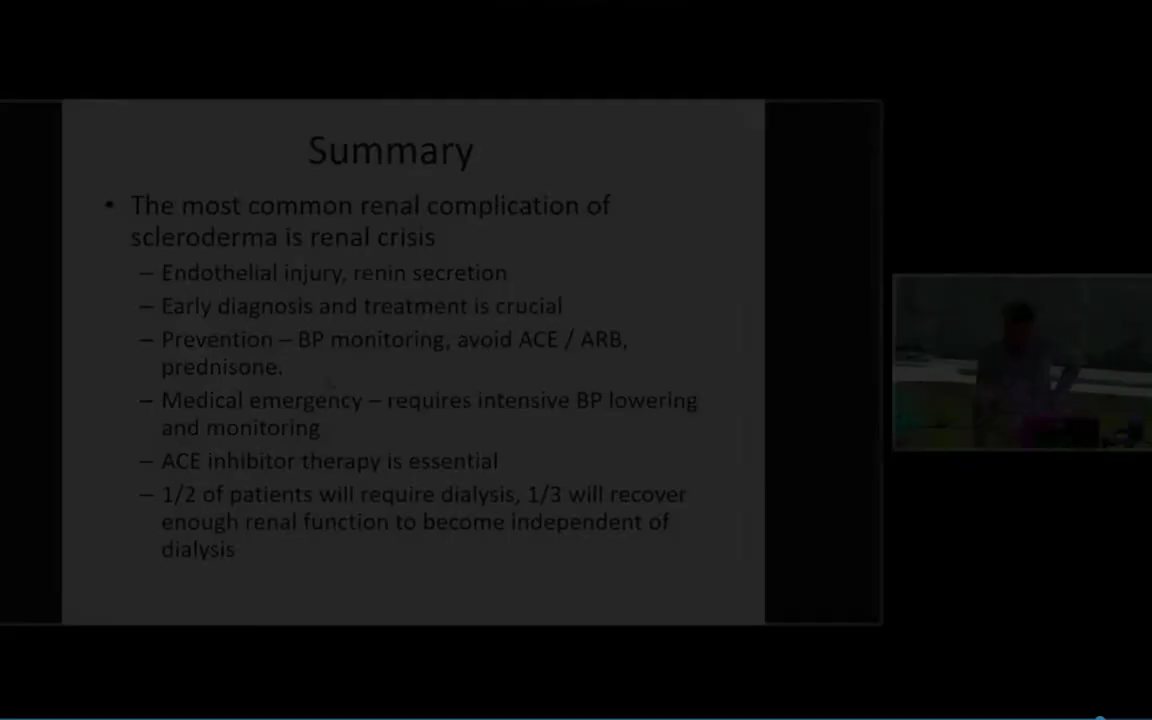 Summary
• The most common renal complication of
scleroderma is renal crisis
– Endothelial injury, renin secretion
– Early diagnosis and treatment is crucial
– Prevention – BP monitoring, avoid ACE / ARB,
prednisone.
– Medical emergency – requires intensive BP lowering
and monitoring
– ACE inhibitor therapy is essential
– 1/2 of patients will require dialysis, 1/3 will recover
enough renal function to become independent of
dialysis